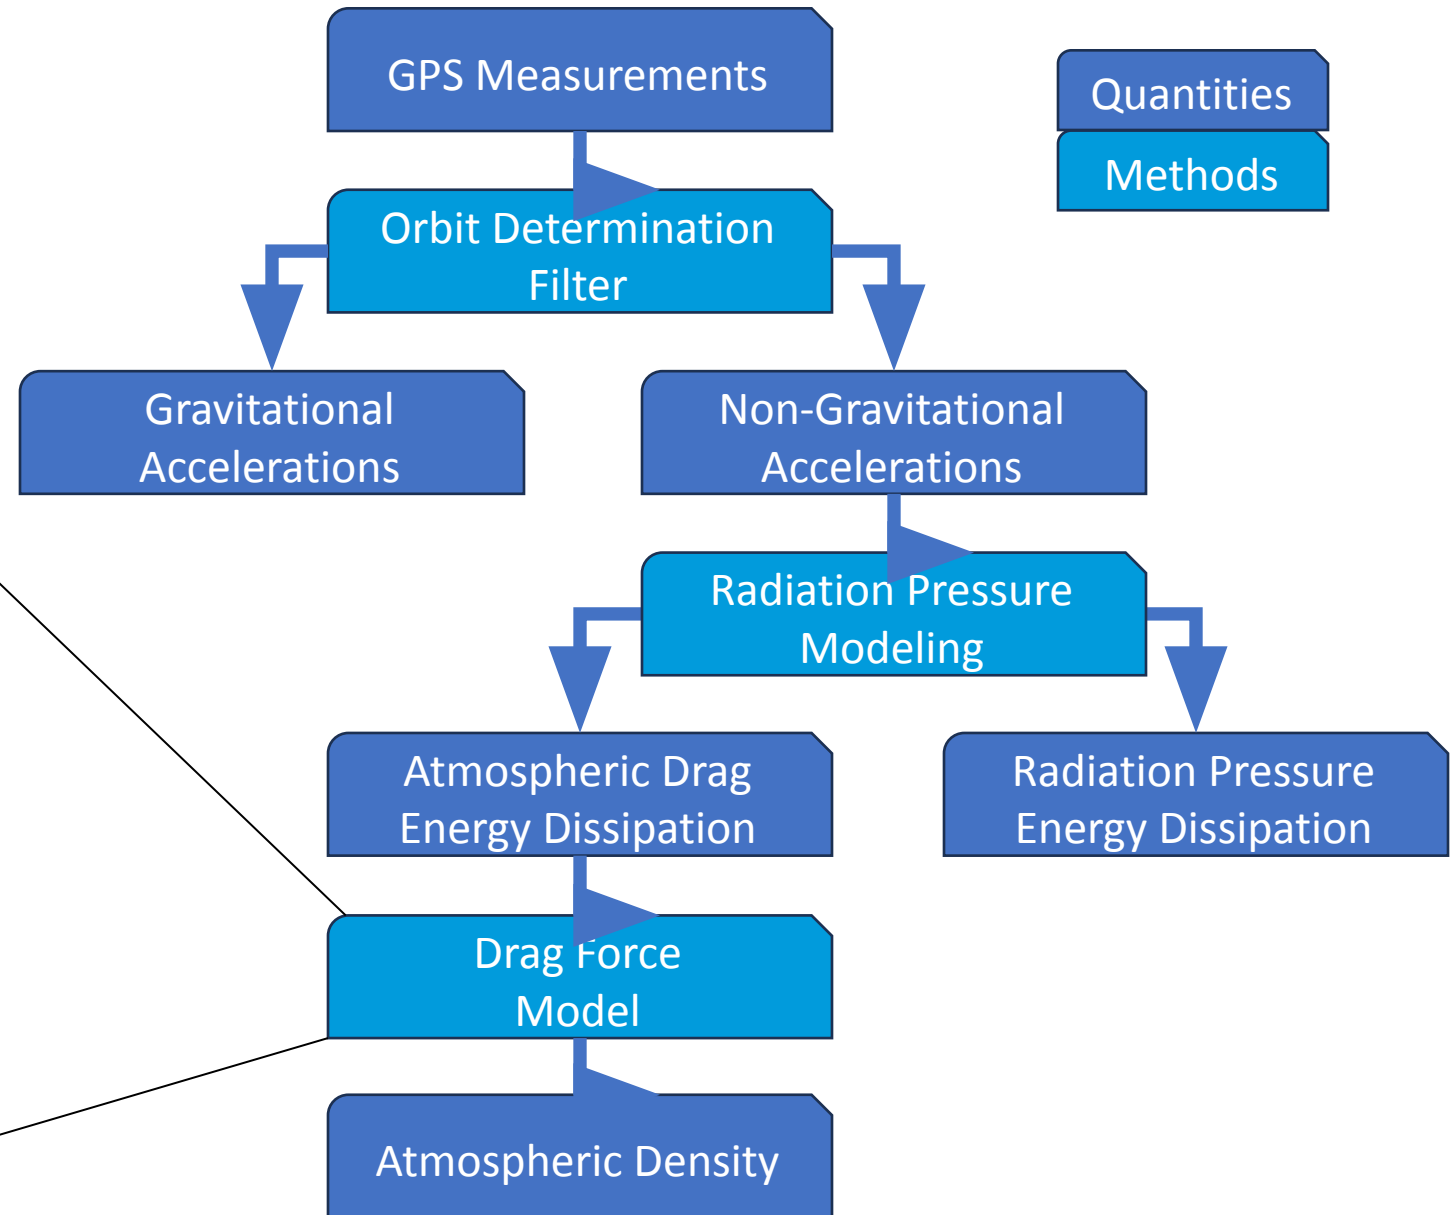 GPS Measurements
Quantities
Methods
Orbit Determination
Filter
Gravitational
Accelerations
Non-Gravitational
Accelerations
Radiation Pressure
Modeling
Atmospheric Drag
Energy Dissipation
Radiation Pressure
Energy Dissipation
Drag Force
Model
Atmospheric Density